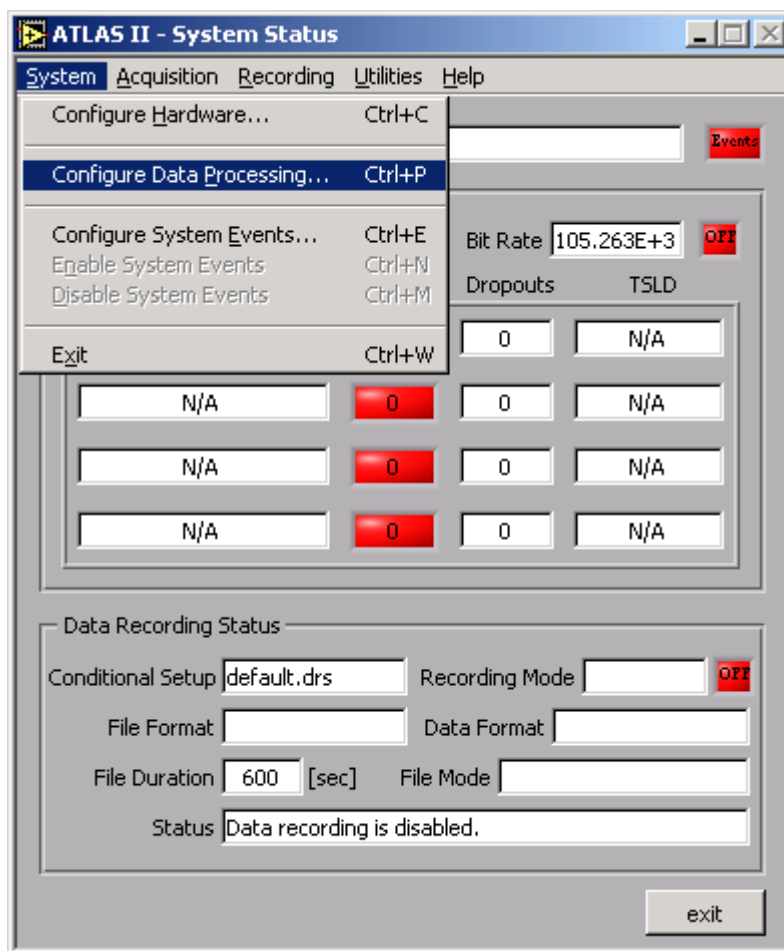 ATLAS II - System Status
System Acquisition Recording Utilities Help
Configure Hardware... Ctrl+C
Events
Configure Data Processing... Ctrl+P
Configure System Events... Ctrl+E
Bit Rate 105.263E+3 OFF
Enable System Events Ctrl+N
Dropouts TSLD
Disable System Events Ctrl+M
0 N/A
Exit Ctrl+W
N/A 0 0 N/A
N/A 0 0 N/A
N/A 0 0 N/A
Data Recording Status
Conditional Setup default.drs Recording Mode OFF
File Format Data Format
File Duration 600 [sec] File Mode
Status Data recording is disabled.
exit